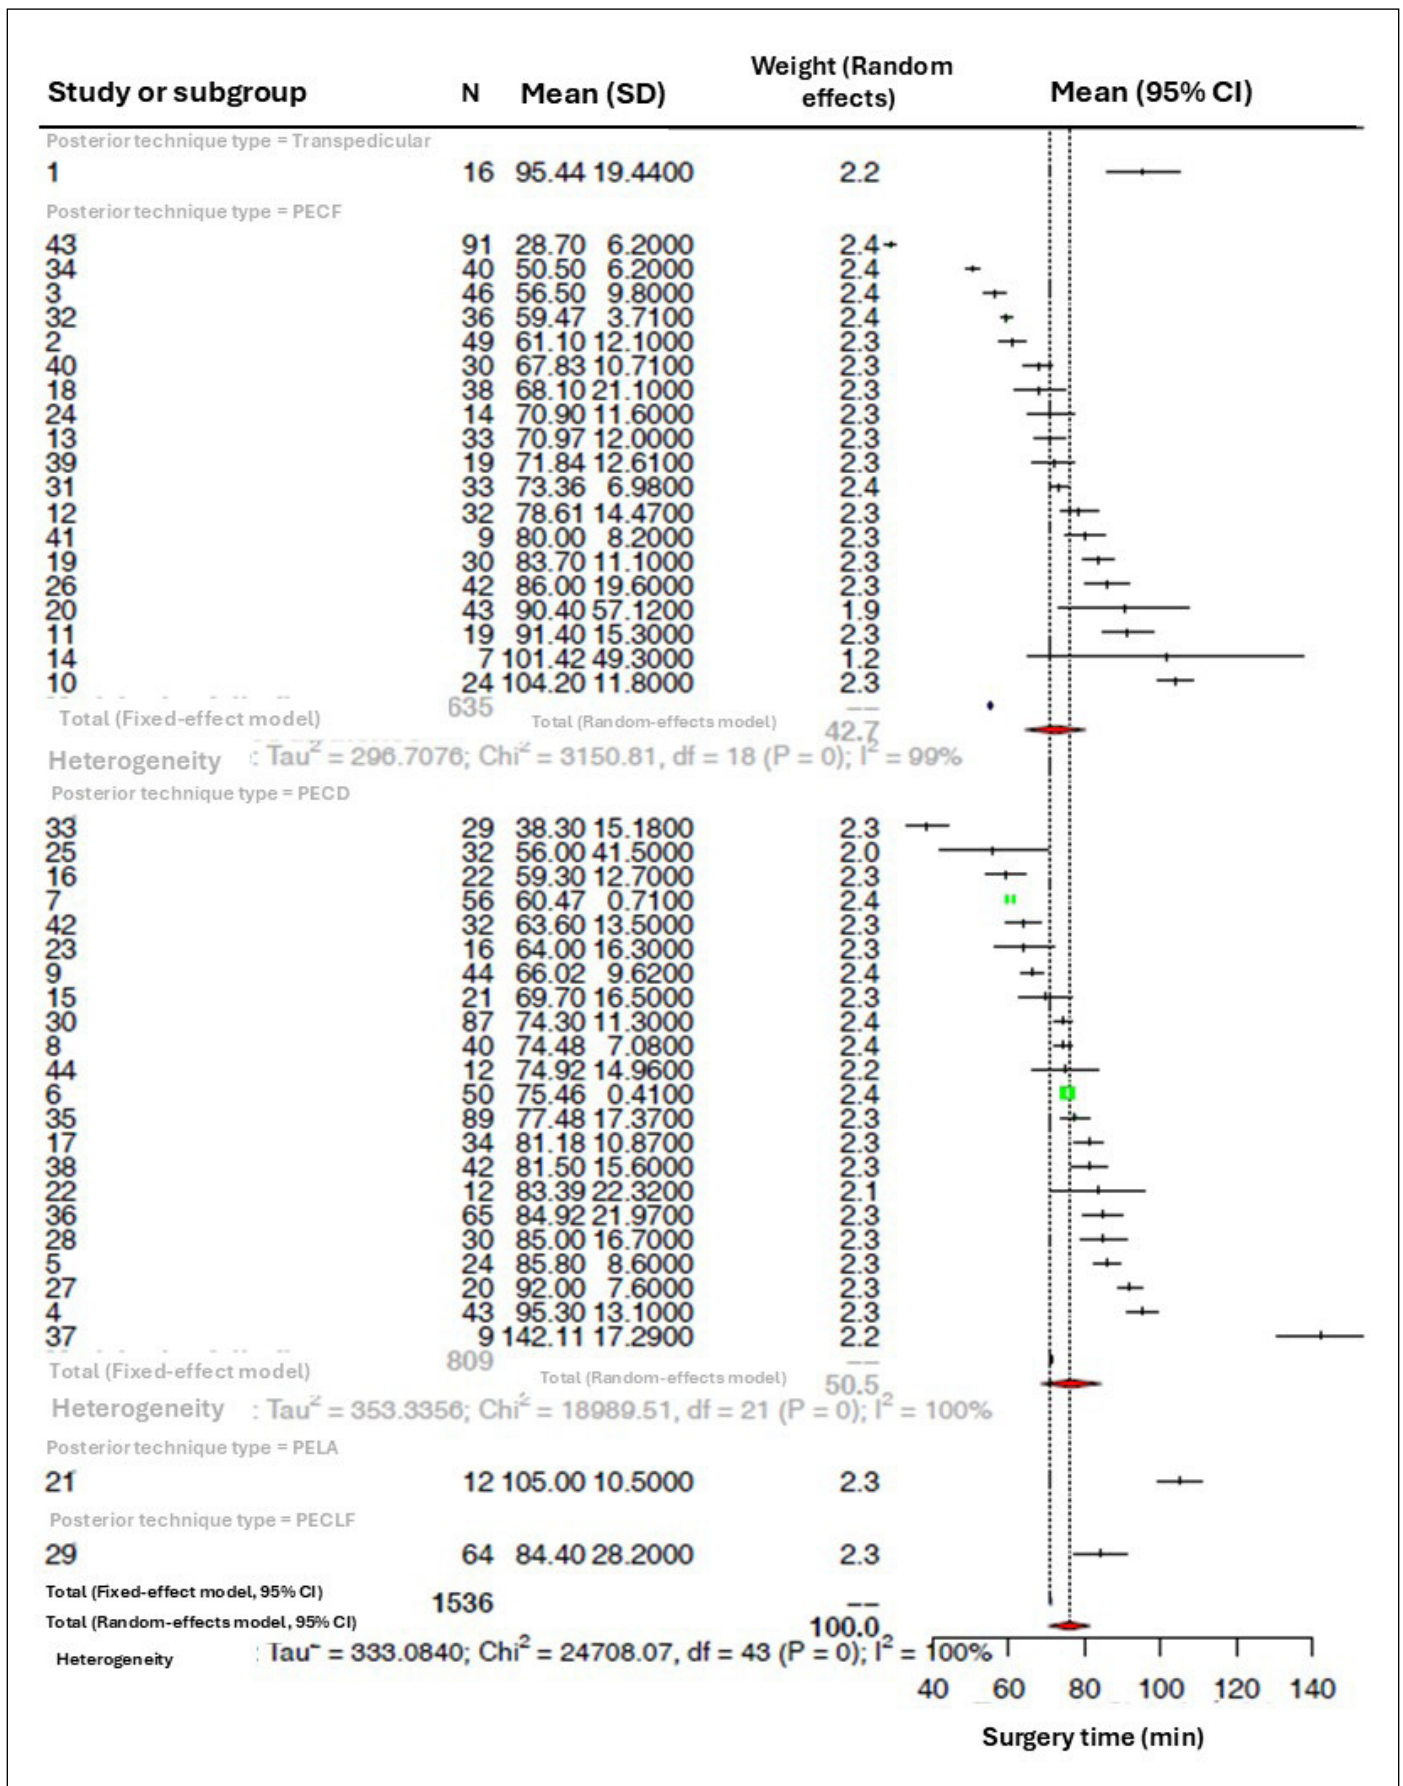 Study or subgroup N Mean (SD) Weight (Random effects) Mean (95% CI)
Posterior technique type = Transpedicular
1 16 95.44 19.4400 2.2
Posterior technique type = PECF
43 91 28.70 6.2000 2.4
34 40 50.50 6.2000 2.4
3 46 56.50 9.8000 2.4
32 36 59.47 3.7100 2.4
2 49 61.10 12.1000 2.3
40 30 67.83 10.7100 2.3
18 38 68.10 21.1000 2.3
24 14 70.90 11.6000 2.3
13 33 70.97 12.0000 2.3
39 19 71.84 12.6100 2.3
31 33 73.36 6.9800 2.4
12 32 78.61 14.4700 2.3
41 9 80.00 8.2000 2.3
19 30 83.70 11.1000 2.3
26 42 86.00 19.6000 2.3
20 43 90.40 57.1200 1.9
11 19 91.40 15.3000 2.3
14 7 101.42 49.3000 1.2
10 24 104.20 11.8000 2.3
Total (Fixed-effect model) 635 --
Total (Random-effects model) 42.7
Heterogeneity : Tau² = 296.7076; Chi² = 3150.81, df = 18 (P = 0); I² = 99%
Posterior technique type = PECD
33 29 38.30 15.1800 2.3
25 32 56.00 41.5000 2.0
16 22 59.30 12.7000 2.3
7 56 60.47 0.7100 2.4
42 32 63.60 13.5000 2.3
23 16 64.00 16.3000 2.3
9 44 66.02 9.6200 2.4
15 21 69.70 16.5000 2.3
30 87 74.30 11.3000 2.4
8 40 74.48 7.0800 2.4
44 12 74.92 14.9600 2.2
6 50 75.46 0.4100 2.4
35 89 77.48 17.3700 2.3
17 34 81.18 10.8700 2.3
38 42 81.50 15.6000 2.3
22 12 83.39 22.3200 2.1
36 65 84.92 21.9700 2.3
28 30 85.00 16.7000 2.3
5 24 85.80 8.6000 2.3
27 20 92.00 7.6000 2.3
4 43 95.30 13.1000 2.3
37 9 142.11 17.2900 2.2
Total (Fixed-effect model) 809 --
Total (Random-effects model) 50.5
Heterogeneity : Tau² = 353.3356; Chi² = 18989.51, df = 21 (P = 0); I² = 100%
Posterior technique type = PELA
21 12 105.00 10.5000 2.3
Posterior technique type = PECLF
29 64 84.40 28.2000 2.3
Total (Fixed-effect model, 95% CI) 1536 --
Total (Random-effects model, 95% CI) 100.0
Heterogeneity : Tau² = 333.0840; Chi² = 24708.07, df = 43 (P = 0); I² = 100%
40 60 80 100 120 140
Surgery time (min)